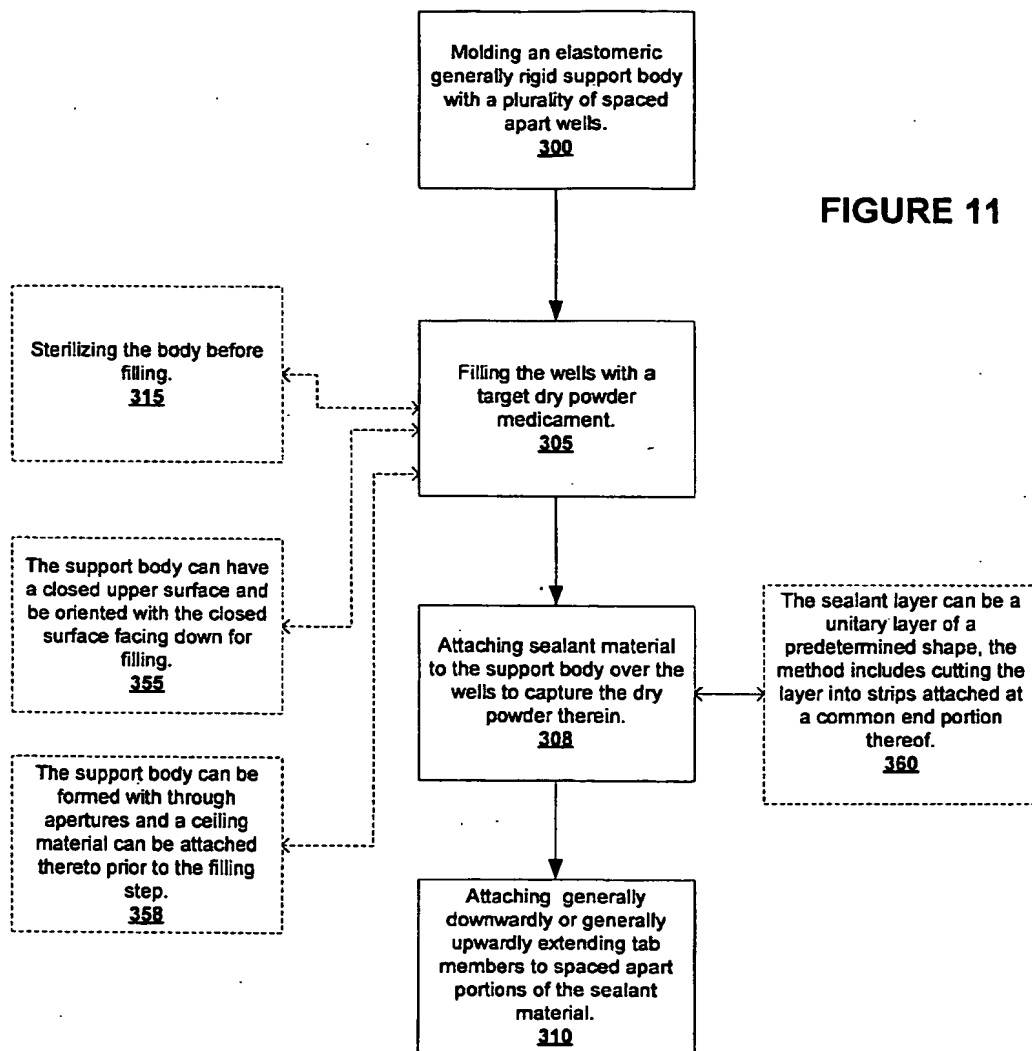 Molding an elastomeric
generally rigid support body
with a plurality of spaced
apart wells.
300
FIGURE 11
Sterilizing the body before
filling.
315
Filling the wells with a
target dry powder
medicament.
305
The support body can have
a closed upper surface and
be oriented with the closed
surface facing down for
filling.
355
Attaching sealant material
to the support body over the
wells to capture the dry
powder therein.
308
The sealant layer can be a
unitary layer of a
predetermined shape, the
method includes cutting the
layer into strips attached at
a common end portion
thereof.
360
The support body can be
formed with through
apertures and a ceiling
material can be attached
thereto prior to the filling
step.
358
Attaching generally
downwardly or generally
upwardly extending tab
members to spaced apart
portions of the sealant
material.
310